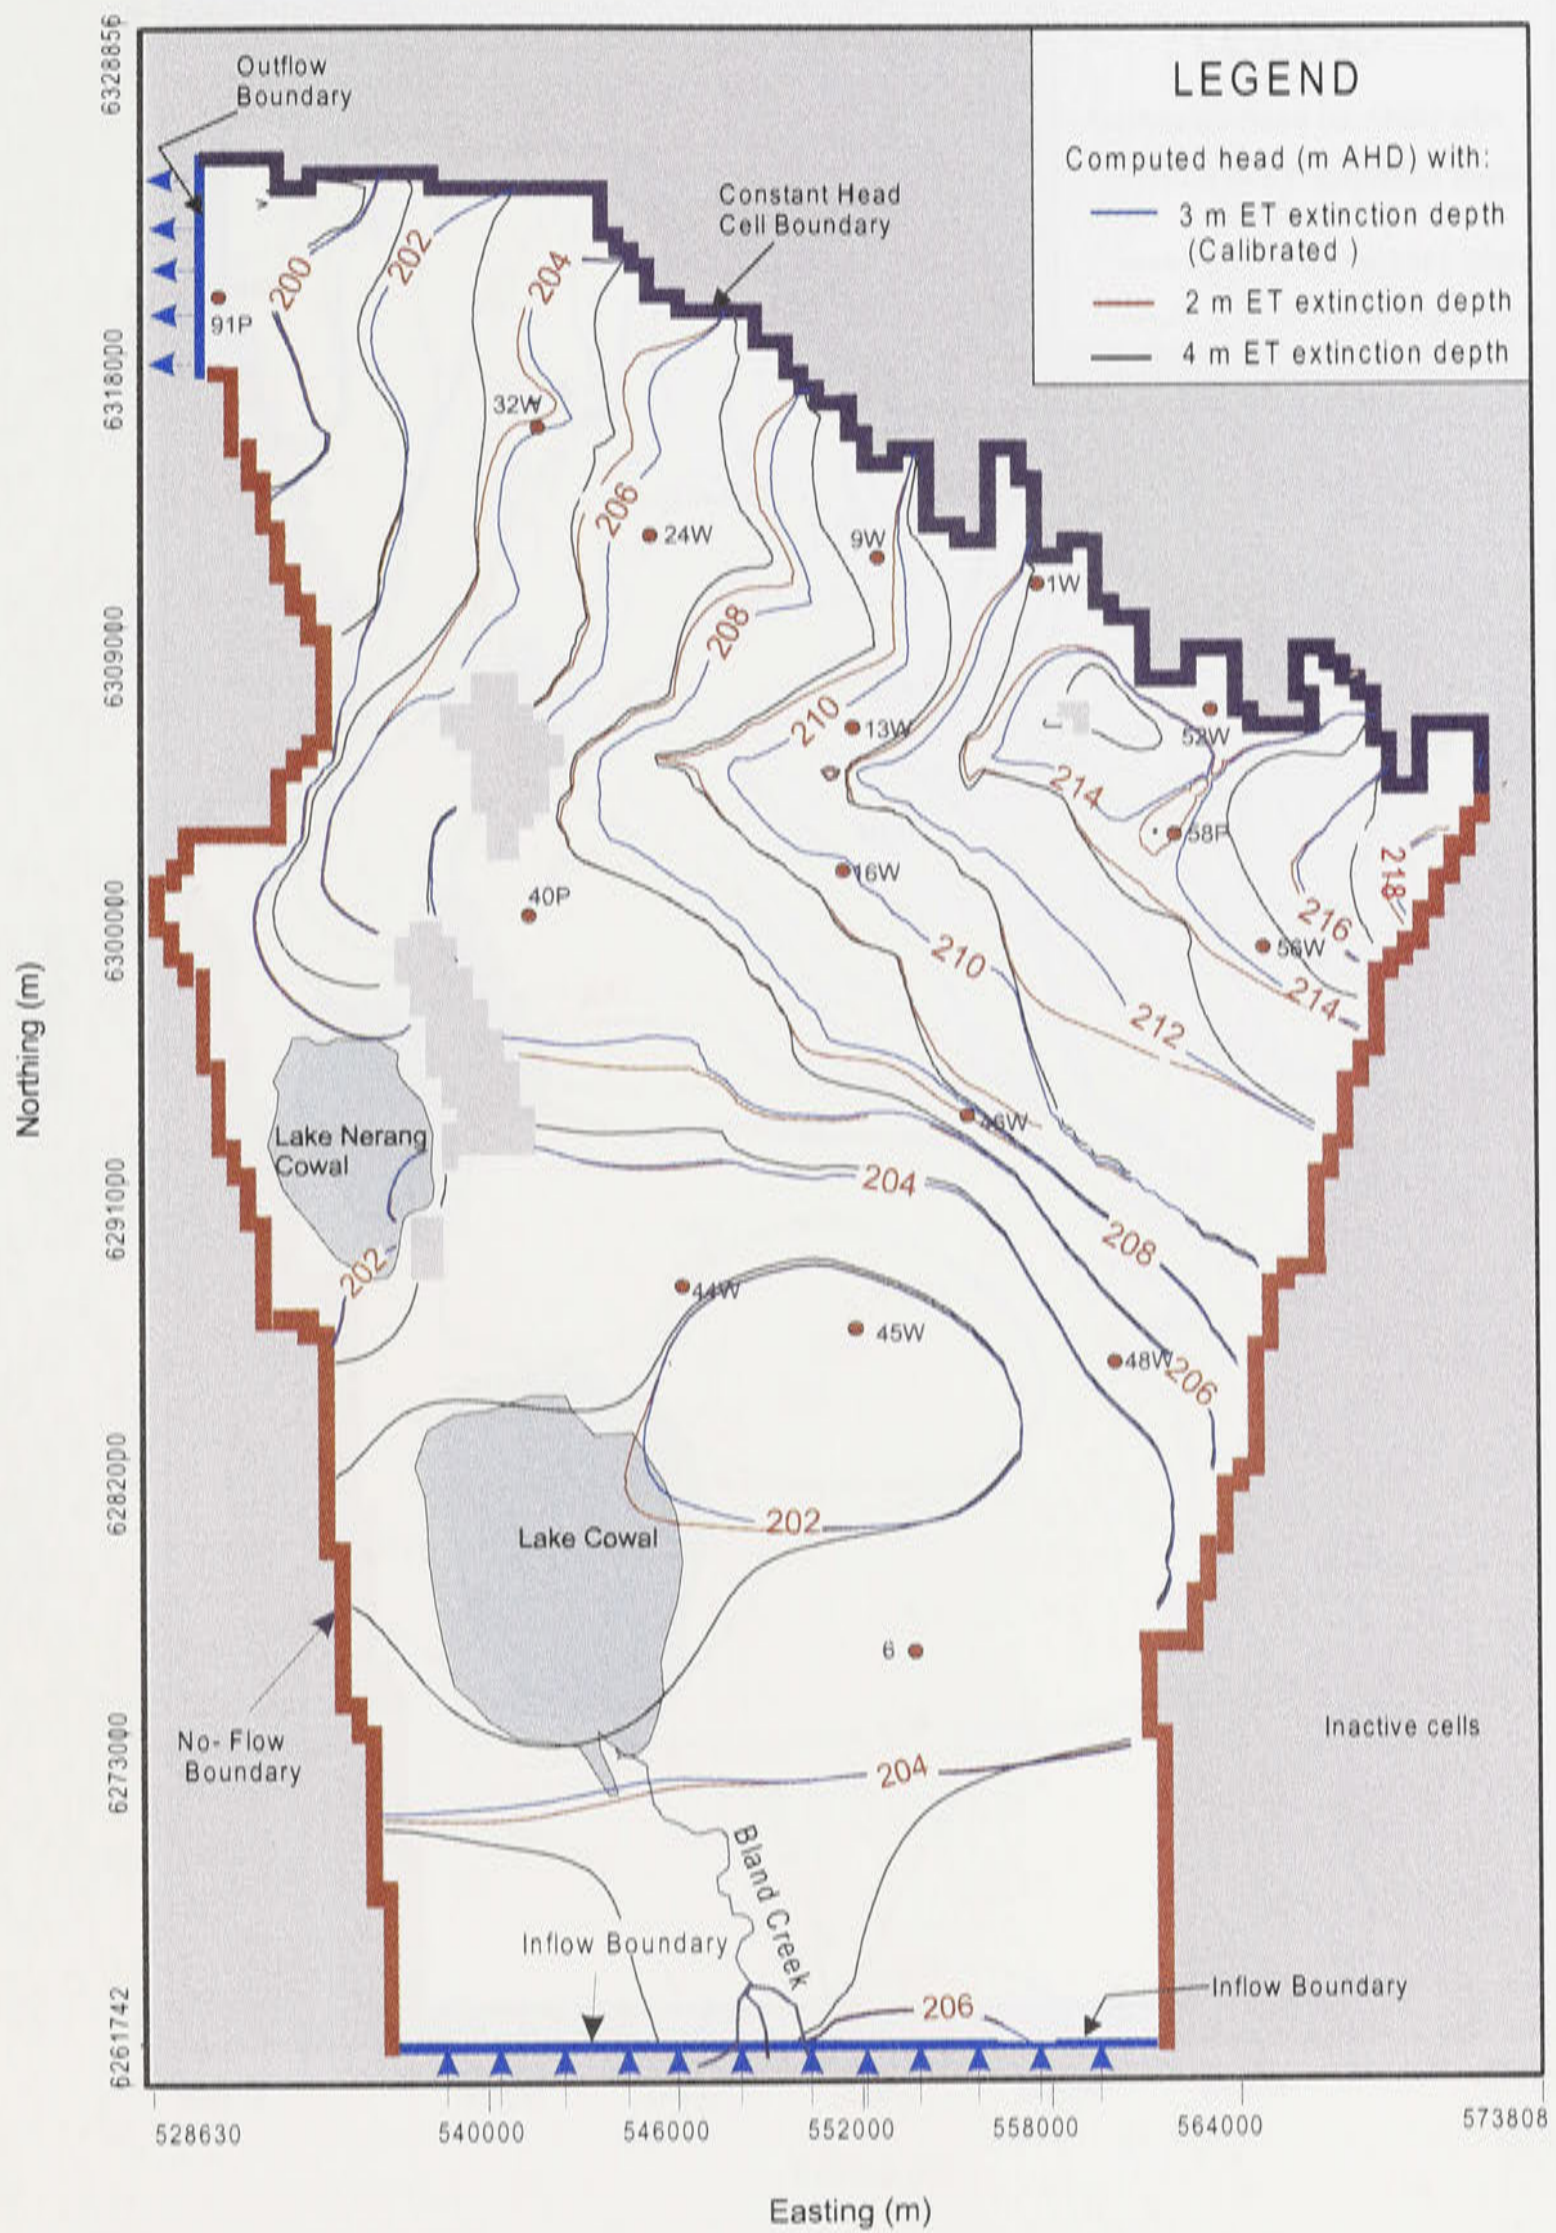 Outflow
Boundary
LEGEND
Computed head (m AHD) with:
3 m ET extinction depth
(Calibrated )
2 m ET extinction depth
4 m ET extinction depth
Constant Head
Cell Boundary
200
202
204
91P
32W
206
24W
9W
1W
208
210
13W
52W
214
58P
16W
218
216
40P
210
56W
214
212
Lake Nerang
Cowal
46W
204
208
202
44W
45W
48W
206
202
Lake Cowal
6
No- Flow
Boundary
Inactive cells
204
Bland Creek
Inflow Boundary
Inflow Boundary
206
6328856
6318000
6309000
6300000
6291000
6282000
6273000
6261742
Northing (m)
528630
540000
546000
552000
558000
564000
573808
Easting (m)